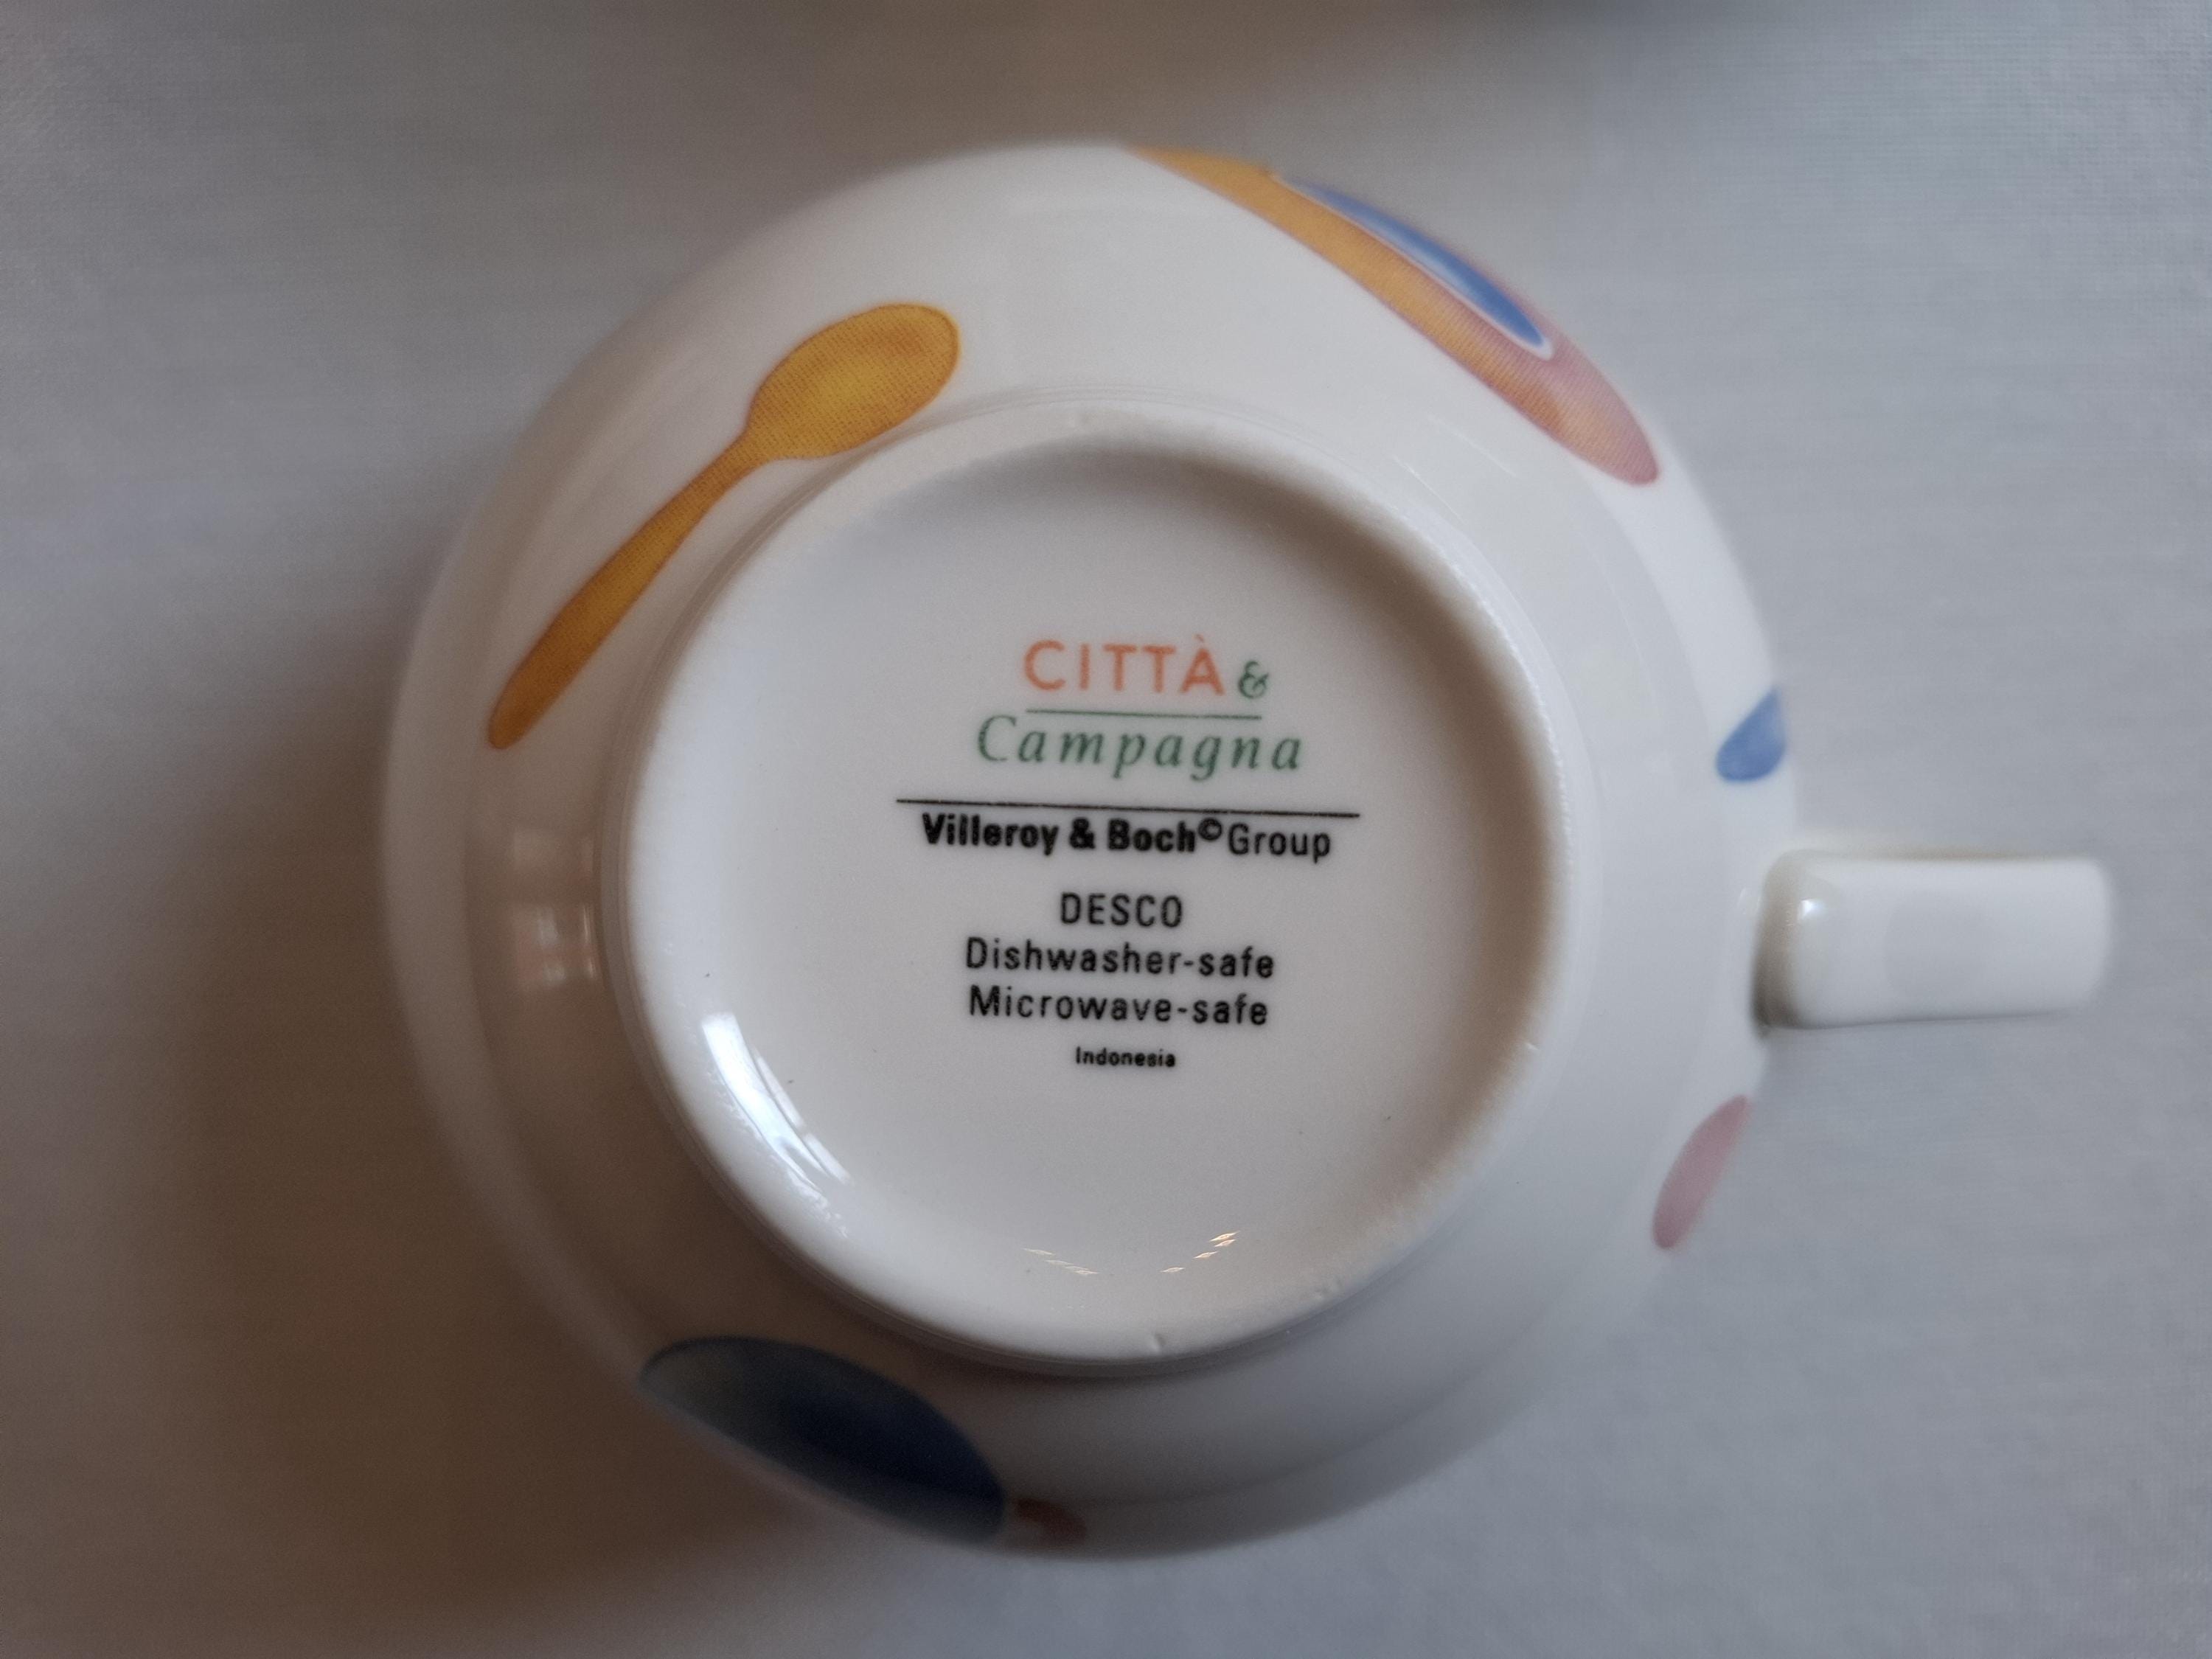 CITTÀ &
Campagna
Villeroy & Boch© Group
DESCO
Dishwasher-safe
Microwave-safe
Indonesia